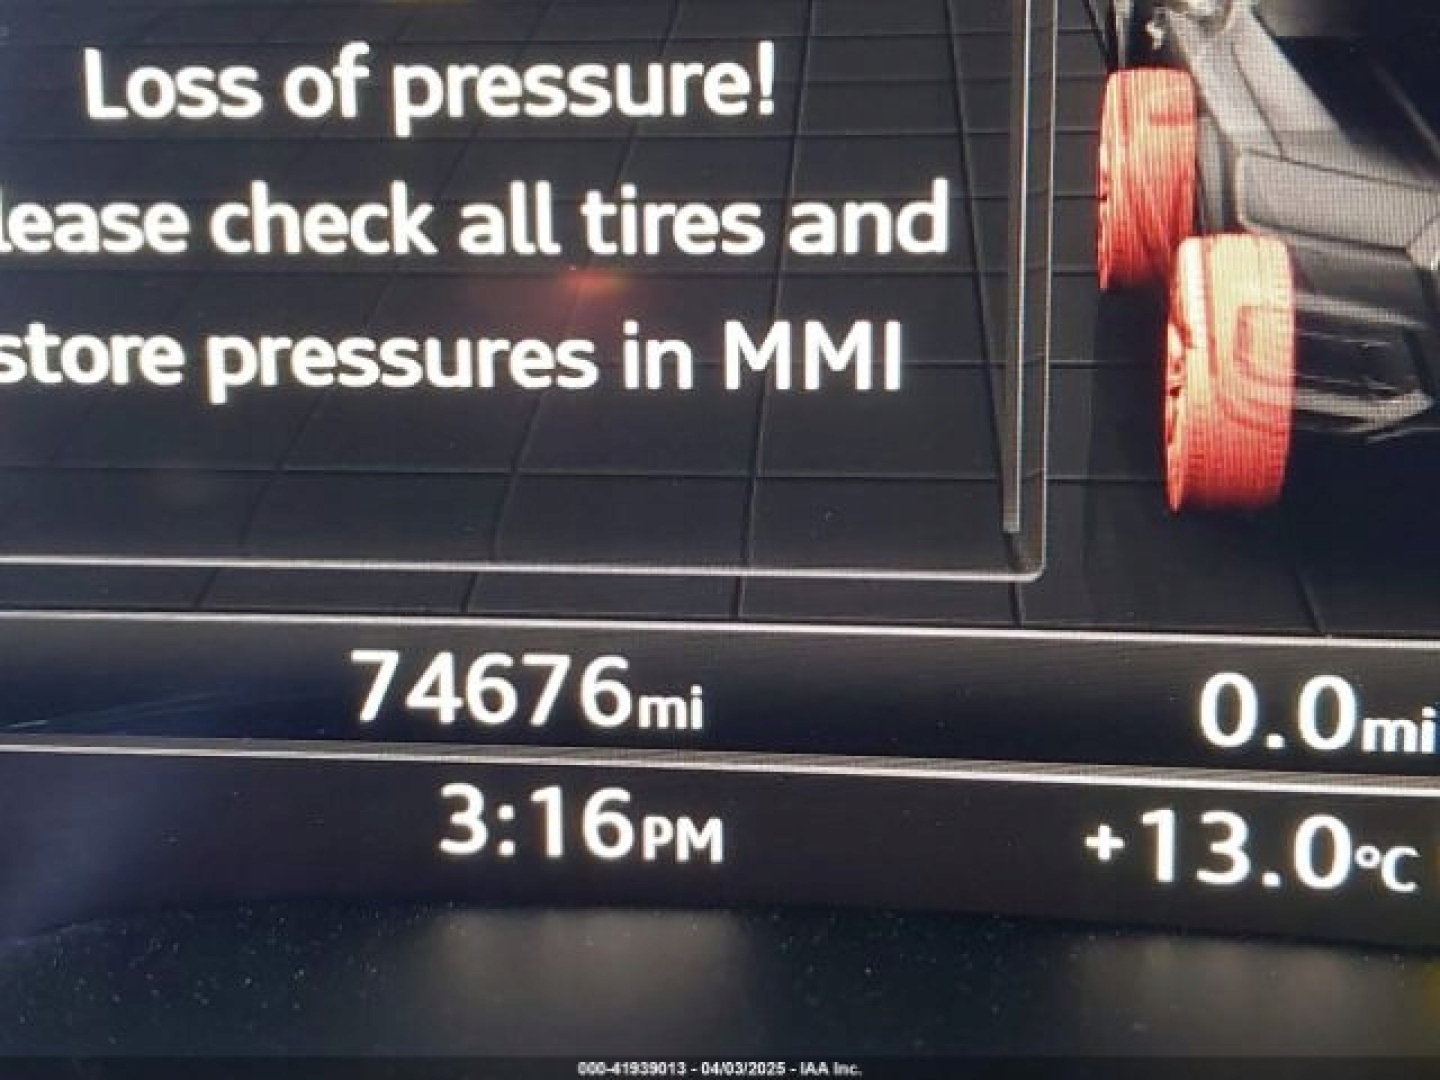 Loss of pressure!
lease check all tires and
store pressures in MMI
74676mi
0.0mi
3:16PM
+13.0°C
000-41939013 - 04/03/2025 - IAA Inc.